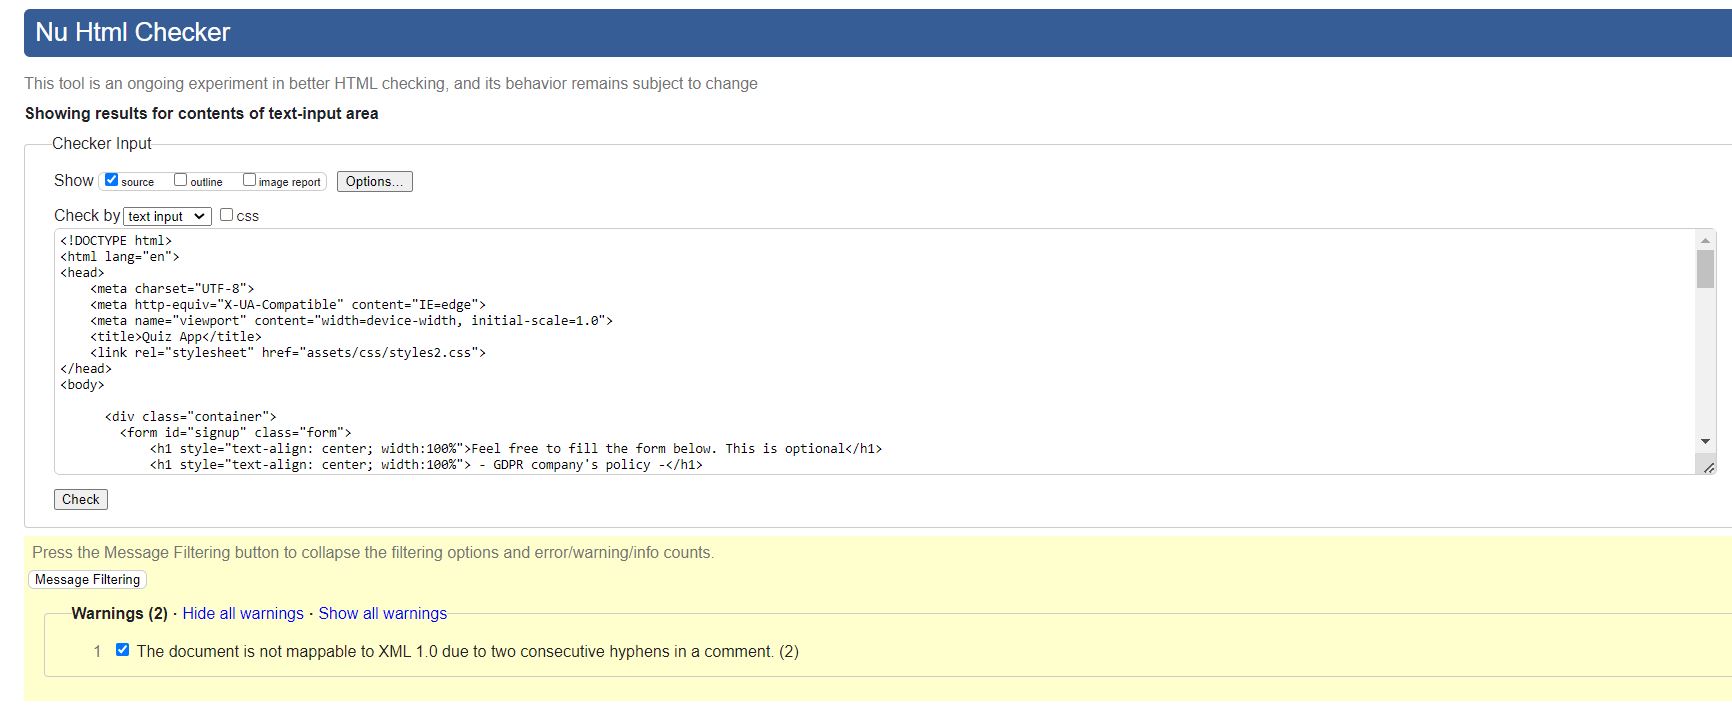 Nu Html Checker
This tool is an ongoing experiment in better HTML checking, and its behavior remains subject to change
Showing results for contents of text-input area
Checker Input
Show source outline image report Options...
Check by text input css
<!DOCTYPE html>
<html lang="en">
<head>
    <meta charset="UTF-8">
    <meta http-equiv="X-UA-Compatible" content="IE=edge">
    <meta name="viewport" content="width=device-width, initial-scale=1.0">
    <title>Quiz App</title>
    <link rel="stylesheet" href="assets/css/styles2.css">
</head>
<body>
      <div class="container">
        <form id="signup" class="form">
            <h1 style="text-align: center; width:100%">Feel free to fill the form below. This is optional</h1>
            <h1 style="text-align: center; width:100%"> - GDPR company's policy -</h1>
Check
Press the Message Filtering button to collapse the filtering options and error/warning/info counts.
Message Filtering
Warnings (2) · Hide all warnings · Show all warnings
1 The document is not mappable to XML 1.0 due to two consecutive hyphens in a comment. (2)